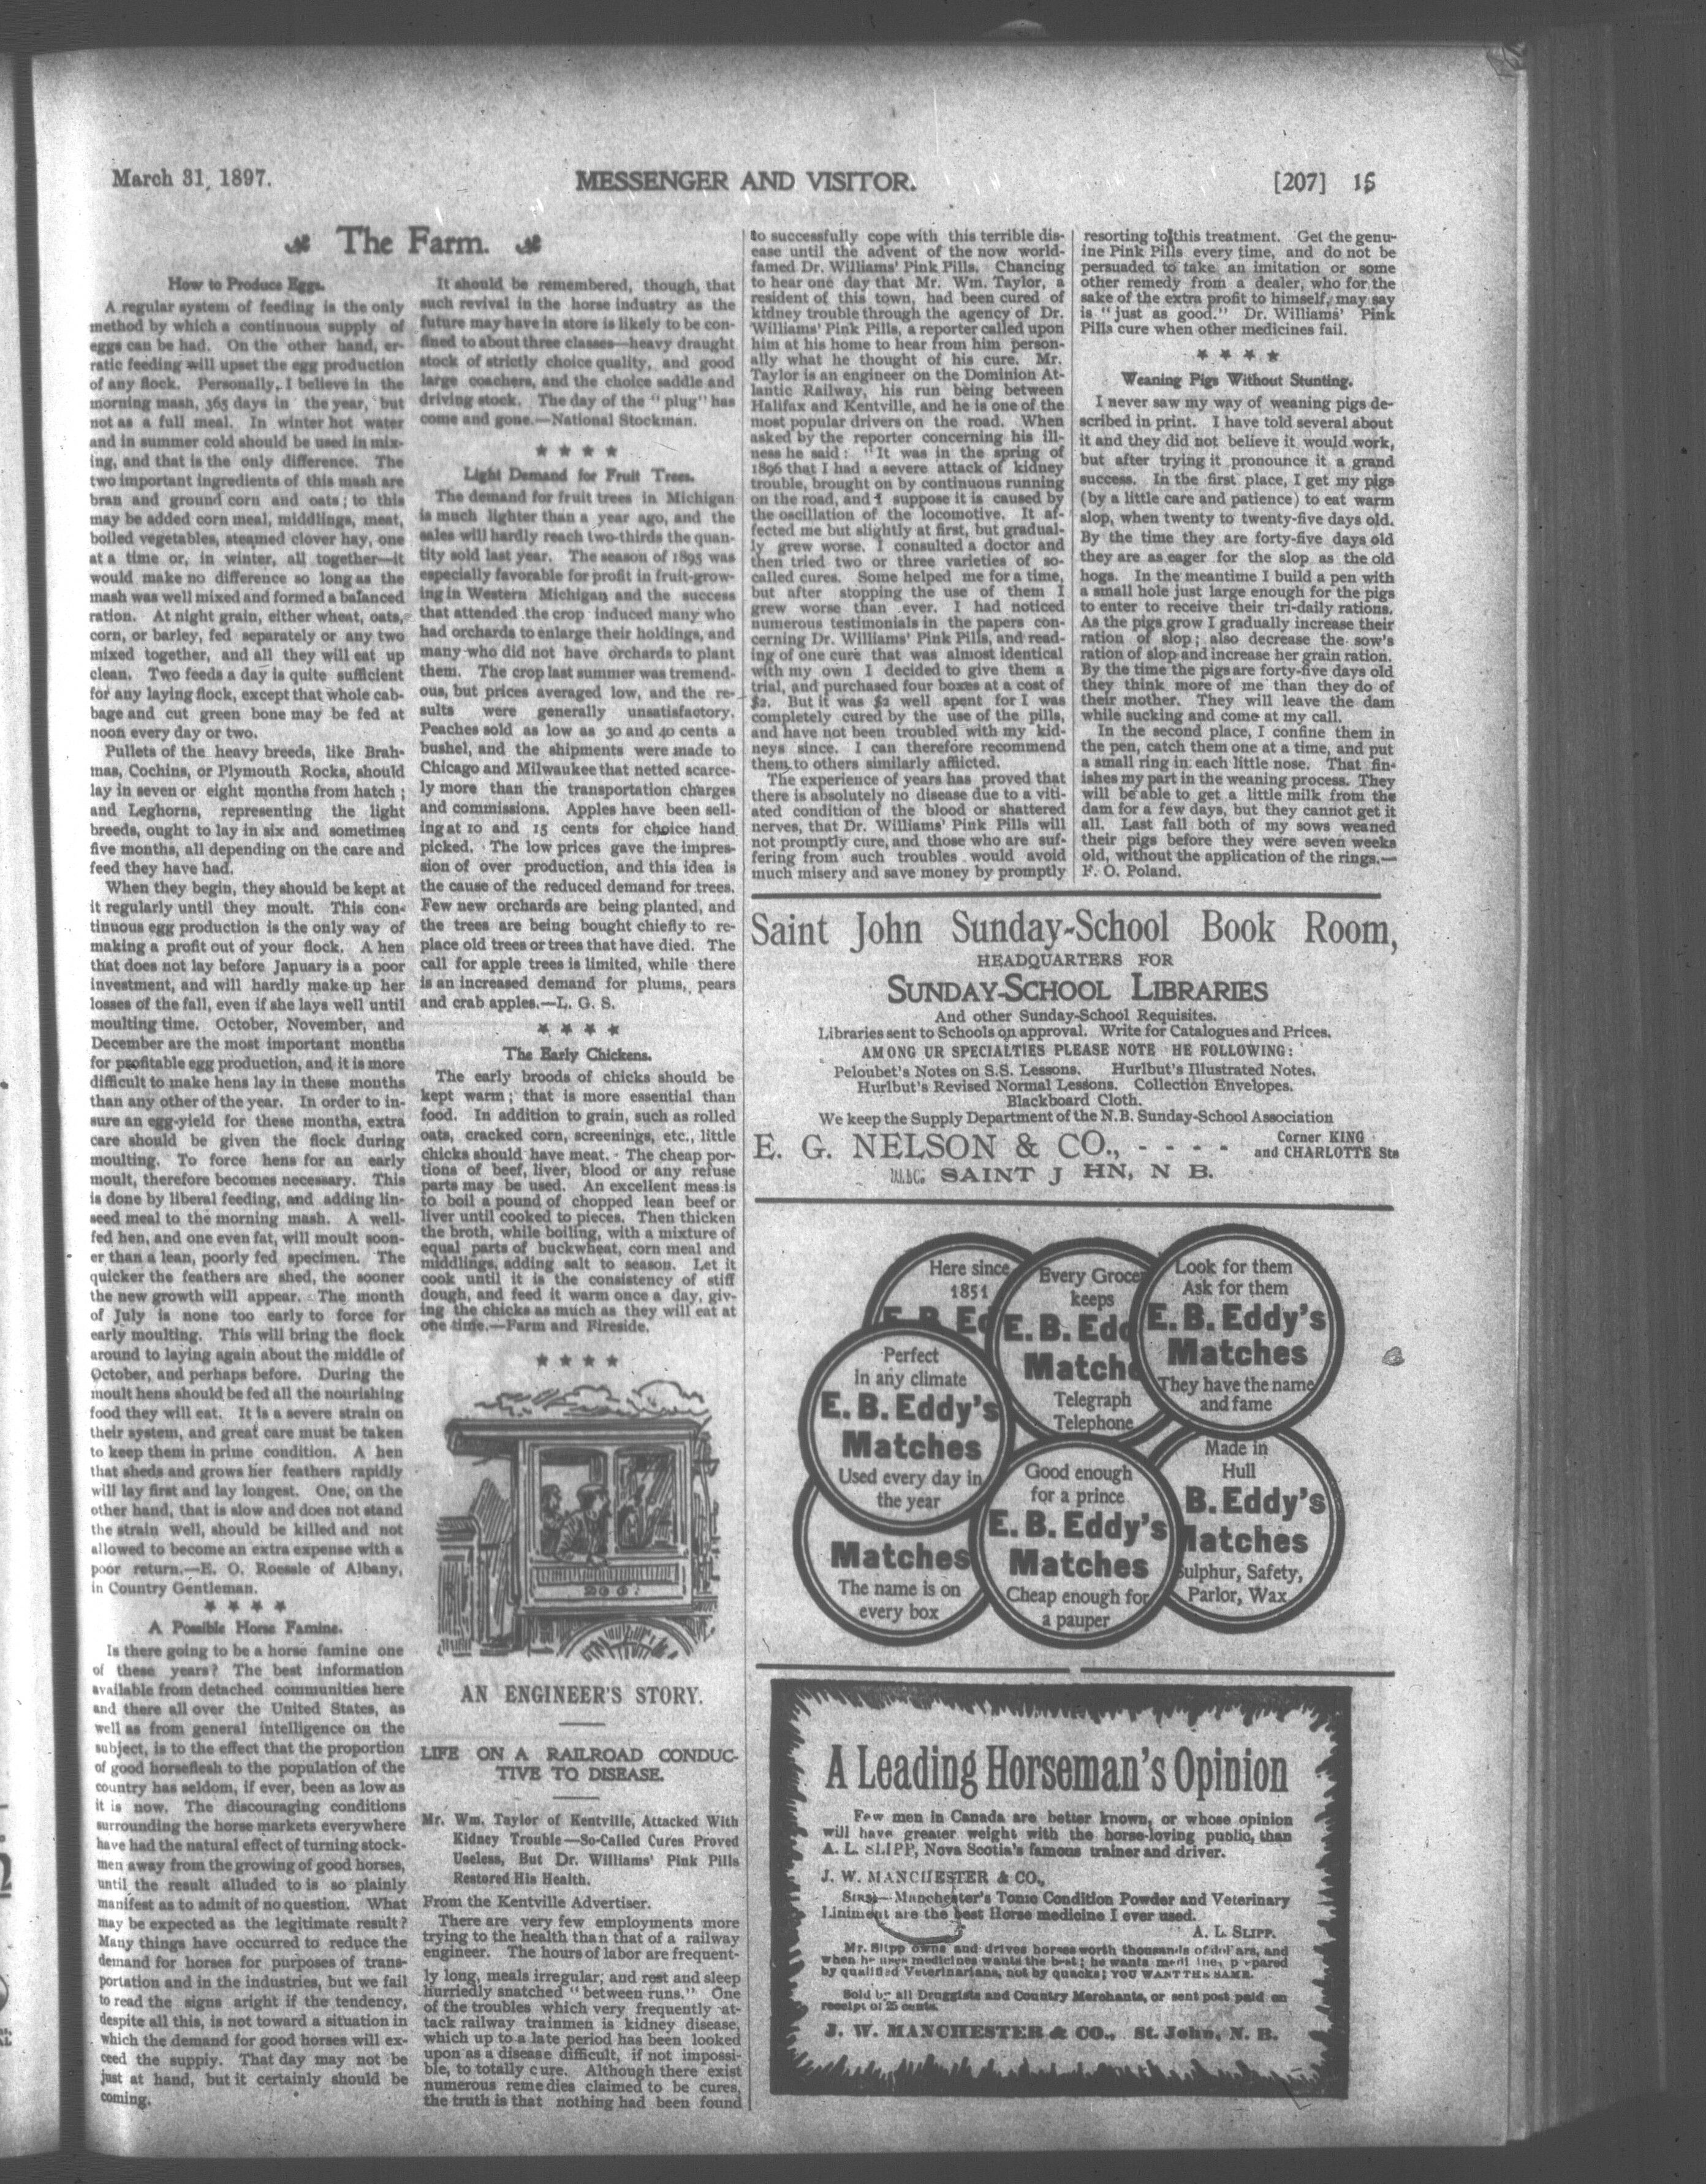 March 31, 1897.
MESSENGER AND VISITOR.
[207] 15
The Farm.
How to Produce Eggs.
A regular system of feeding is the only
method by which a continuous supply of
eggs can be had. On the other hand, er-
ratic feeding will upset the egg production
of any flock. Personally, I believe in the
morning mash, 365 days in the year, but
not as a full meal. In winter hot water
and in summer cold should be used in mix-
ing, and that is the only difference. The
two important ingredients of this mash are
bran and ground corn and oats; to this
may be added corn meal, middlings, meat,
boiled vegetables, steamed clover hay, one
at a time or, in winter, all together—it
would make no difference so long as the
mash was well mixed and formed a balanced
ration. At night grain, either wheat, oats,
corn, or barley, fed separately or any two
mixed together, and all they will eat up
clean. Two feeds a day is quite sufficient
for any laying flock, except that whole cab-
bage and cut green bone may be fed at
noon every day or two.
Pullets of the heavy breeds, like Brah-
mas, Cochins, or Plymouth Rocks, should
lay in seven or eight months from hatch;
and Leghorns, representing the light
breeds, ought to lay in six and sometimes
five months, all depending on the care and
feed they have had.
When they begin, they should be kept at
it regularly until they moult. This con-
tinuous egg production is the only way of
making a profit out of your flock. A hen
that does not lay before January is a poor
investment, and will hardly make up her
losses of the fall, even if she lays well until
moulting time. October, November, and
December are the most important months
for profitable egg production, and it is more
difficult to make hens lay in these months
than any other of the year. In order to in-
sure an egg-yield for these months, extra
care should be given the flock during
moulting. To force hens for an early
moult, therefore becomes necessary. This
is done by liberal feeding, and adding lin-
seed meal to the morning mash. A well-
fed hen, and one even fat, will moult soon-
er than a lean, poorly fed specimen. The
quicker the feathers are shed, the sooner
the new growth will appear. The month
of July is none too early to force for
early moulting. This will bring the flock
around to laying again about the middle of
October, and perhaps before. During the
moult hens should be fed all the nourishing
food they will eat. It is a severe strain on
their system, and great care must be taken
to keep them in prime condition. A hen
that sheds and grows her feathers rapidly
will lay first and lay longest. One, on the
other hand, that is slow and does not stand
the strain well, should be killed and not
allowed to become an extra expense with a
poor return.—E. O. Roessle of Albany,
in Country Gentleman.
* * * *
A Possible Horse Famine.
Is there going to be a horse famine one
of these years? The best information
available from detached communities here
and there all over the United States, as
well as from general intelligence on the
subject, is to the effect that the proportion
of good horseflesh to the population of the
country has seldom, if ever, been as low as
it is now. The discouraging conditions
surrounding the horse markets everywhere
have had the natural effect of turning stock-
men away from the growing of good horses,
until the result alluded to is so plainly
manifest as to admit of no question. What
may be expected as the legitimate result?
Many things have occurred to reduce the
demand for horses for purposes of trans-
portation and in the industries, but we fail
to read the signs aright if the tendency,
despite all this, is not toward a situation in
which the demand for good horses will ex-
ceed the supply. That day may not be
just at hand, but it certainly should be
coming.
It should be remembered, though, that
such revival in the horse industry as the
future may have in store is likely to be con-
fined to about three classes—heavy draught
stock of strictly choice quality, and good
large coachers, and the choice saddle and
driving stock. The day of the "plug" has
come and gone.—National Stockman.
* * * *
Light Demand for Fruit Trees.
The demand for fruit trees in Michigan
is much lighter than a year ago, and the
sales will hardly reach two-thirds the quan-
tity sold last year. The season of 1895 was
especially favorable for profit in fruit-grow-
ing in Western Michigan and the success
that attended the crop induced many who
had orchards to enlarge their holdings, and
many who did not have orchards to plant
them. The crop last summer was tremend-
ous, but prices averaged low, and the re-
sults were generally unsatisfactory.
Peaches sold as low as 30 and 40 cents a
bushel, and the shipments were made to
Chicago and Milwaukee that netted scarce-
ly more than the transportation charges
and commissions. Apples have been sell-
ing at 10 and 15 cents for choice hand
picked. The low prices gave the impres-
sion of over production, and this idea is
the cause of the reduced demand for trees.
Few new orchards are being planted, and
the trees are being bought chiefly to re-
place old trees or trees that have died. The
call for apple trees is limited, while there
is an increased demand for plums, pears
and crab apples.—L. G. S.
* * * *
The Early Chickens.
The early broods of chicks should be
kept warm; that is more essential than
food. In addition to grain, such as rolled
oats, cracked corn, screenings, etc., little
chicks should have meat. The cheap por-
tions of beef, liver, blood or any refuse
parts may be used. An excellent mess is
to boil a pound of chopped lean beef or
liver until cooked to pieces. Then thicken
the broth, while boiling, with a mixture of
equal parts of buckwheat, corn meal and
middlings, adding salt to season. Let it
cook until it is the consistency of stiff
dough, and feed it warm once a day, giv-
ing the chicks as much as they will eat at
one time.—Farm and Fireside.
* * * *
AN ENGINEER'S STORY.
LIFE ON A RAILROAD CONDUC-
TIVE TO DISEASE.
Mr. Wm. Taylor of Kentville, Attacked With
Kidney Trouble—So-Called Cures Proved
Useless, But Dr. Williams' Pink Pills
Restored His Health.
From the Kentville Advertiser.
There are very few employments more
trying to the health than that of a railway
engineer. The hours of labor are frequent-
ly long, meals irregular; and rest and sleep
hurriedly snatched "between runs." One
of the troubles which very frequently at-
tack railway trainmen is kidney disease,
which up to a late period has been looked
upon as a disease difficult, if not impossi-
ble, to totally cure. Although there exist
numerous remedies claimed to be cures,
the truth is that nothing had been found
to successfully cope with this terrible dis-
ease until the advent of the now world-
famed Dr. Williams' Pink Pills. Chancing
to hear one day that Mr. Wm. Taylor, a
resident of this town, had been cured of
kidney trouble through the agency of Dr.
Williams' Pink Pills, a reporter called upon
him at his home to hear from him person-
ally what he thought of his cure. Mr.
Taylor is an engineer on the Dominion At-
lantic Railway, his run being between
Halifax and Kentville, and he is one of the
most popular drivers on the road. When
asked by the reporter concerning his ill-
ness he said: "It was in the spring of
1896 that I had a severe attack of kidney
trouble, brought on by continuous running
on the road, and I suppose it is caused by
the oscillation of the locomotive. It af-
fected me but slightly at first, but gradual-
ly grew worse. I consulted a doctor and
then tried two or three varieties of so-
called cures. Some helped me for a time,
but after stopping the use of them I
grew worse than ever. I had noticed
numerous testimonials in the papers con-
cerning Dr. Williams' Pink Pills, and read-
ing of one cure that was almost identical
with my own I decided to give them a
trial, and purchased four boxes at a cost of
$2. But it was $2 well spent for I was
completely cured by the use of the pills,
and have not been troubled with my kid-
neys since. I can therefore recommend
them to others similarly afflicted.
The experience of years has proved that
there is absolutely no disease due to a viti-
ated condition of the blood or shattered
nerves, that Dr. Williams' Pink Pills will
not promptly cure, and those who are suf-
fering from such troubles would avoid
much misery and save money by promptly
resorting to this treatment. Get the genu-
ine Pink Pills every time, and do not be
persuaded to take an imitation or some
other remedy from a dealer, who for the
sake of the extra profit to himself, may say
is "just as good." Dr. Williams' Pink
Pills cure when other medicines fail.
* * * *
Weaning Pigs Without Stunting.
I never saw my way of weaning pigs de-
scribed in print. I have told several about
it and they did not believe it would work,
but after trying it pronounce it a grand
success. In the first place, I get my pigs
(by a little care and patience) to eat warm
slop, when twenty to twenty-five days old.
By the time they are forty-five days old
they are as eager for the slop as the old
hogs. In the meantime I build a pen with
a small hole just large enough for the pigs
to enter to receive their tri-daily rations.
As the pigs grow I gradually increase their
ration of slop; also decrease the sow's
ration of slop and increase her grain ration.
By the time the pigs are forty-five days old
they think more of me than they do of
their mother. They will leave the dam
while sucking and come at my call.
In the second place, I confine them in
the pen, catch them one at a time, and put
a small ring in each little nose. That fin-
ishes my part in the weaning process. They
will be able to get a little milk from the
dam for a few days, but they cannot get it
all. Last fall both of my sows weaned
their pigs before they were seven weeks
old, without the application of the rings.—
F. O. Poland.
Saint John Sunday-School Book Room,
HEADQUARTERS FOR
SUNDAY-SCHOOL LIBRARIES
And other Sunday-School Requisites.
Libraries sent to Schools on approval. Write for Catalogues and Prices.
AMONG UR SPECIALTIES PLEASE NOTE HE FOLLOWING:
Peloubet's Notes on S.S. Lessons. Hurlbut's Illustrated Notes.
Hurlbut's Revised Normal Lessons. Collection Envelopes.
Blackboard Cloth.
We keep the Supply Department of the N.B. Sunday-School Association
E. G. NELSON & CO., - - - - Corner KING
and CHARLOTTE Sts
SAINT J HN, N B.
Here since
1851
E. B. Ed
Every Grocer
keeps
E. B. Edd
Matche
Telegraph
Telephone
Look for them
Ask for them
E. B. Eddy's
Matches
They have the name
and fame
Perfect
in any climate
E. B. Eddy's
Matches
Used every day in
the year
Matches
The name is on
every box
Good enough
for a prince
E. B. Eddy's
Matches
Cheap enough for
a pauper
Made in
Hull
B. Eddy's
Matches
Sulphur, Safety,
Parlor, Wax
A Leading Horseman's Opinion
Few men in Canada are better known, or whose opinion
will have greater weight with the horse-loving public, than
A. L. SLIPP, Nova Scotia's famous trainer and driver.
J. W. MANCHESTER & CO.,
SIRS:—Manchester's Tonic Condition Powder and Veterinary
Liniment are the best Horse medicine I ever used.
A. L. SLIPP.
Mr. Slipp owns and drives horses worth thousands of dollars, and
when he uses medicines wants the best; he wants medicines prepared
by qualified Veterinarians, not by quacks; YOU WANT THE SAME.
Sold by all Druggists and Country Merchants, or sent post paid on
receipt of 25 cents.
J. W. MANCHESTER & CO., St. John, N. B.